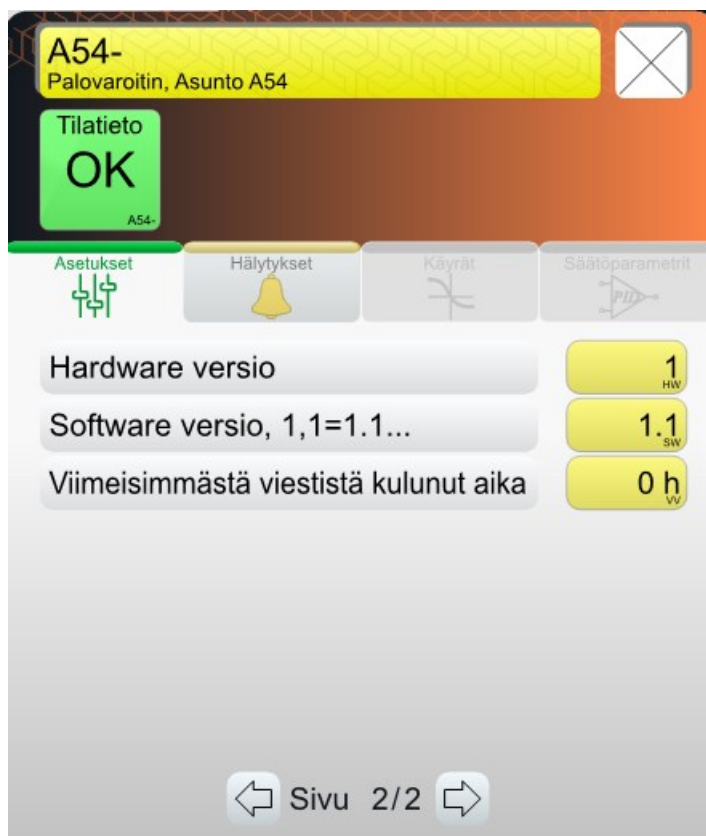 A54-
Palovaroitin, Asunto A54
Tilatieto
OK
A54-
Asetukset
Hälytykset
Käyrät
Säätöparametrit
PID
Hardware versio
1
HW
Software versio, 1,1=1.1...
1.1
SW
Viimeisimmästä viestistä kulunut aika
0 h
VV
Sivu 2/2